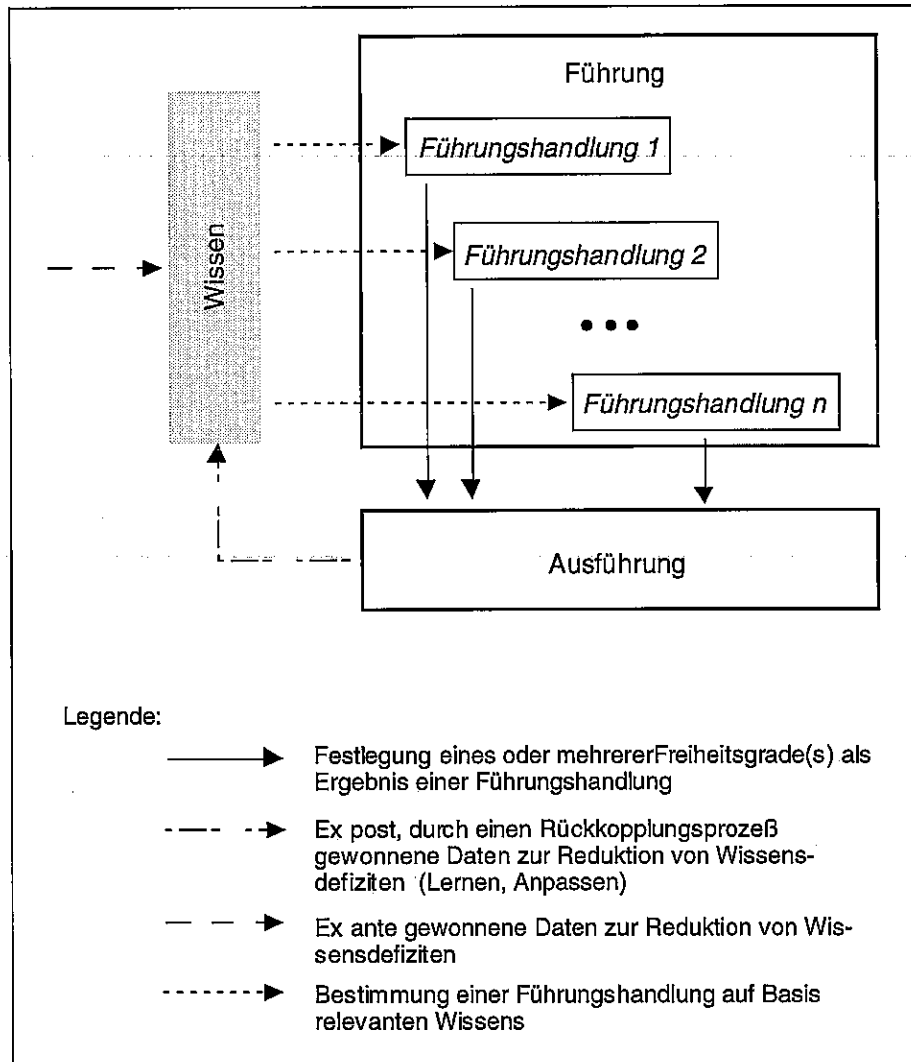 Führung
Führungshandlung 1
Wissen
Führungshandlung 2
•••
Führungshandlung n
Ausführung
Legende:
Festlegung eines oder mehrererFreiheitsgrade(s) als
Ergebnis einer Führungshandlung
Ex post, durch einen Rückkopplungsprozeß
gewonnene Daten zur Reduktion von Wissens-
defiziten (Lernen, Anpassen)
Ex ante gewonnene Daten zur Reduktion von Wis-
sensdefiziten
Bestimmung einer Führungshandlung auf Basis
relevanten Wissens